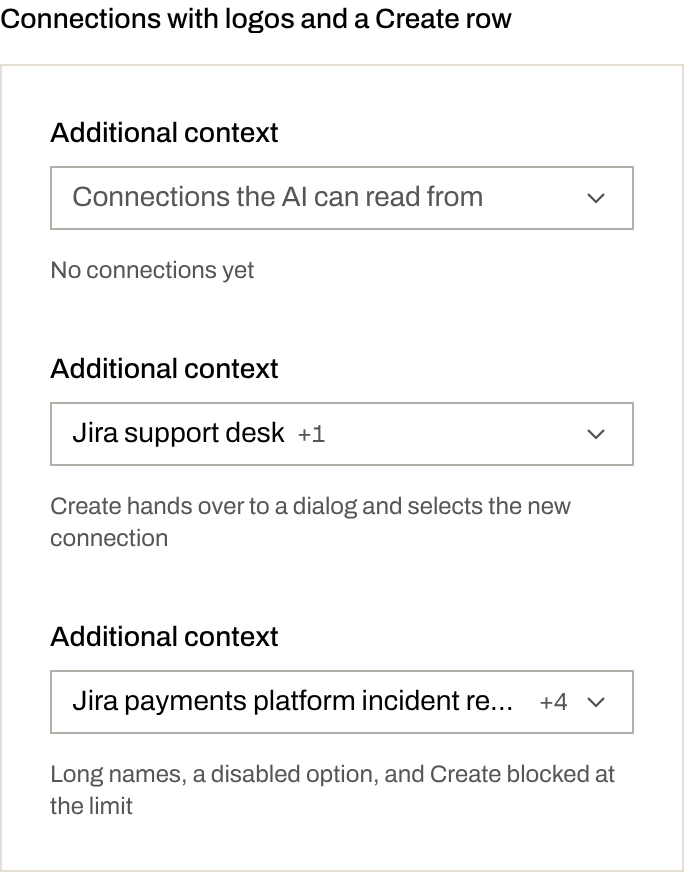 Connections with logos and a Create row
Additional context
Connections the AI can read from
No connections yet
Additional context
Jira support desk +1
Create hands over to a dialog and selects the new
connection
Additional context
Jira payments platform incident re... +4
Long names, a disabled option, and Create blocked at
the limit